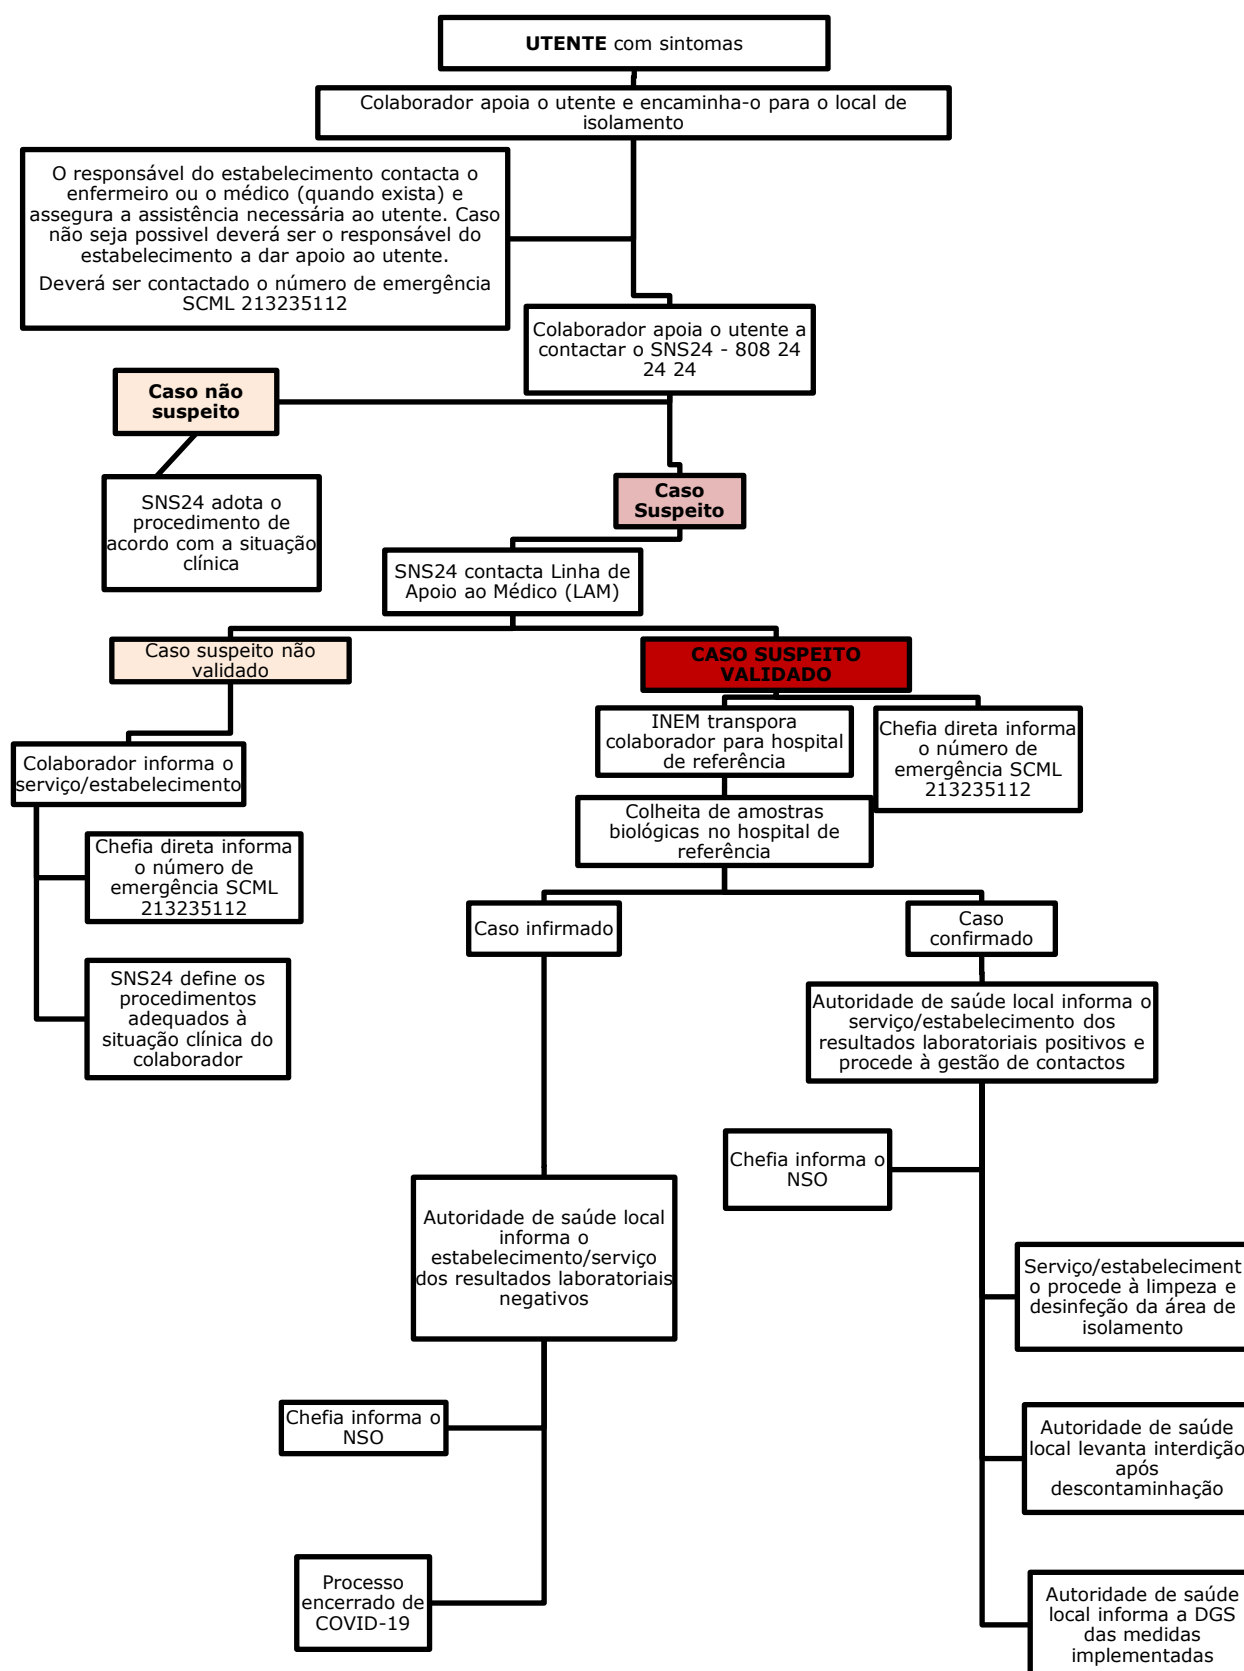 UTENTE com sintomas
Colaborador apoia o utente e encaminha-o para o local de
isolamento
O responsável do estabelecimento contacta o
enfermeiro ou o médico (quando exista) e
assegura a assistência necessária ao utente. Caso
não seja possivel deverá ser o responsável do
estabelecimento a dar apoio ao utente.
Deverá ser contactado o número de emergência
SCML 213235112
Colaborador apoia o utente a
contactar o SNS24 - 808 24
24 24
Caso não
suspeito
SNS24 adota o
procedimento de
acordo com a situação
clínica
Caso
Suspeito
SNS24 contacta Linha de
Apoio ao Médico (LAM)
Caso suspeito não
validado
Colaborador informa o
serviço/estabelecimento
Chefia direta informa
o número de
emergência SCML
213235112
SNS24 define os
procedimentos
adequados à
situação clínica do
colaborador
CASO SUSPEITO
VALIDADO
INEM transpora
colaborador para hospital
de referência
Chefia direta informa
o número de
emergência SCML
213235112
Colheita de amostras
biológicas no hospital de
referência
Caso infirmado
Autoridade de saúde local
informa o
estabelecimento/serviço
dos resultados laboratoriais
negativos
Chefia informa o
NSO
Processo
encerrado de
COVID-19
Caso
confirmado
Autoridade de saúde local informa o
serviço/estabelecimento dos
resultados laboratoriais positivos e
procede à gestão de contactos
Chefia informa o
NSO
Serviço/estabeleciment
o procede à limpeza e
desinfeção da área de
isolamento
Autoridade de saúde
local levanta interdição
após
descontaminhação
Autoridade de saúde
local informa a DGS
das medidas
implementadas